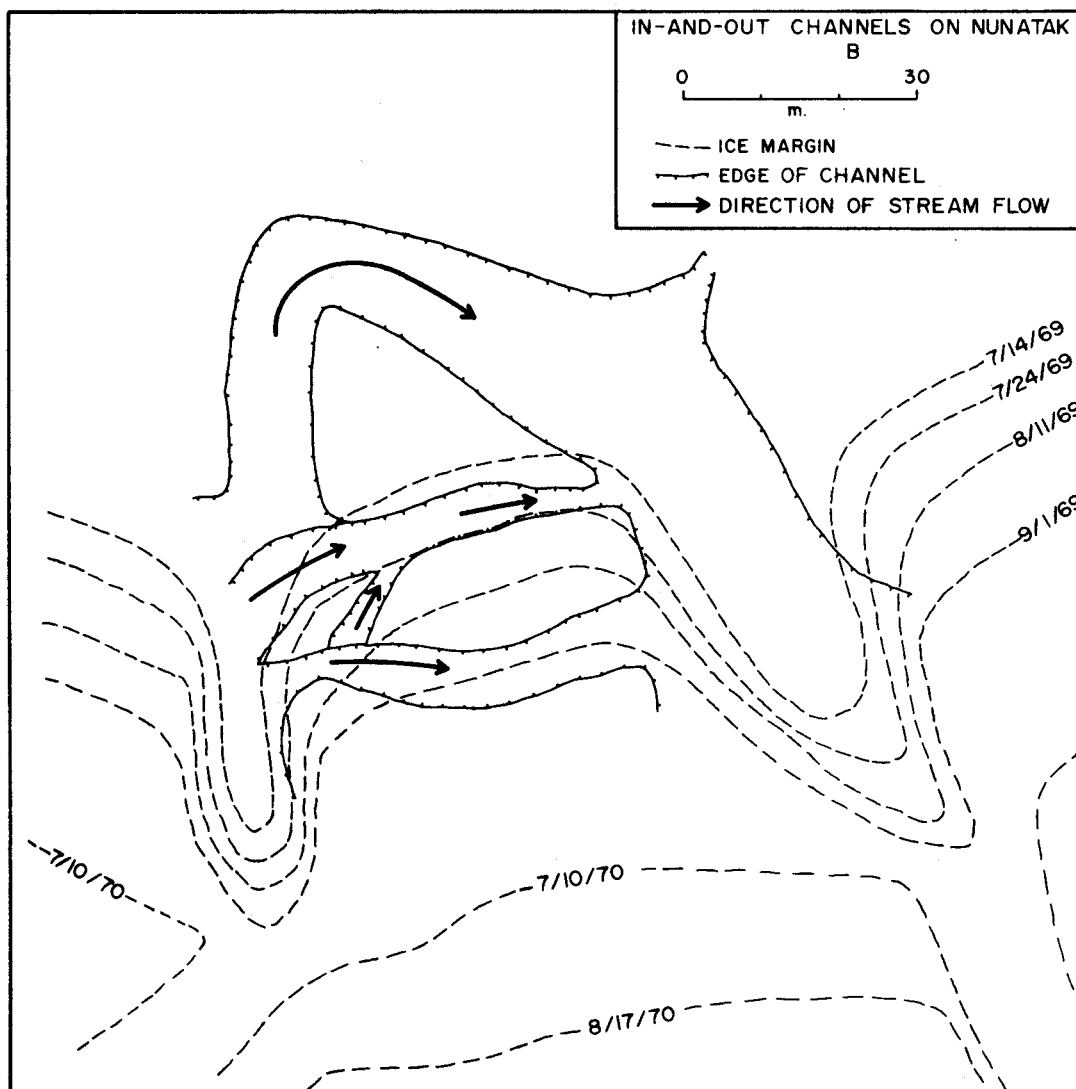 IN-AND-OUT CHANNELS ON NUNATAK
B
0 30
m.
ICE MARGIN
EDGE OF CHANNEL
DIRECTION OF STREAM FLOW
7/14/69
7/24/69
8/11/69
9/1/69
7/10/70
7/10/70
8/17/70